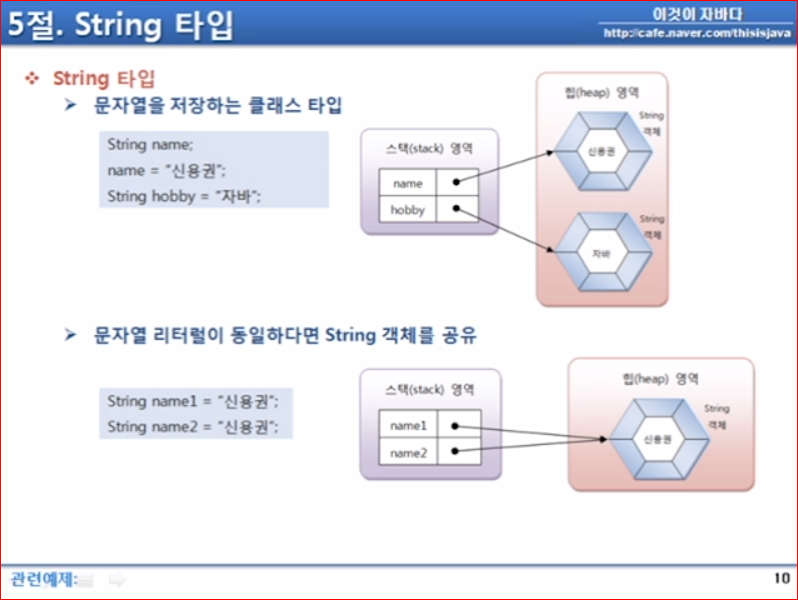 5절. String 타입
이것이 자바다
http://cafe.naver.com/thisisjava
❖ String 타입
➤ 문자열을 저장하는 클래스 타입
String name;
name = "신용권";
String hobby = "자바";
스택(stack) 영역
name
hobby
힙(heap) 영역
String
객체
신용권
String
객체
자바
➤ 문자열 리터럴이 동일하다면 String 객체를 공유
String name1 = "신용권";
String name2 = "신용권";
스택(stack) 영역
name1
name2
힙(heap) 영역
String
객체
신용권
관련예제:
10